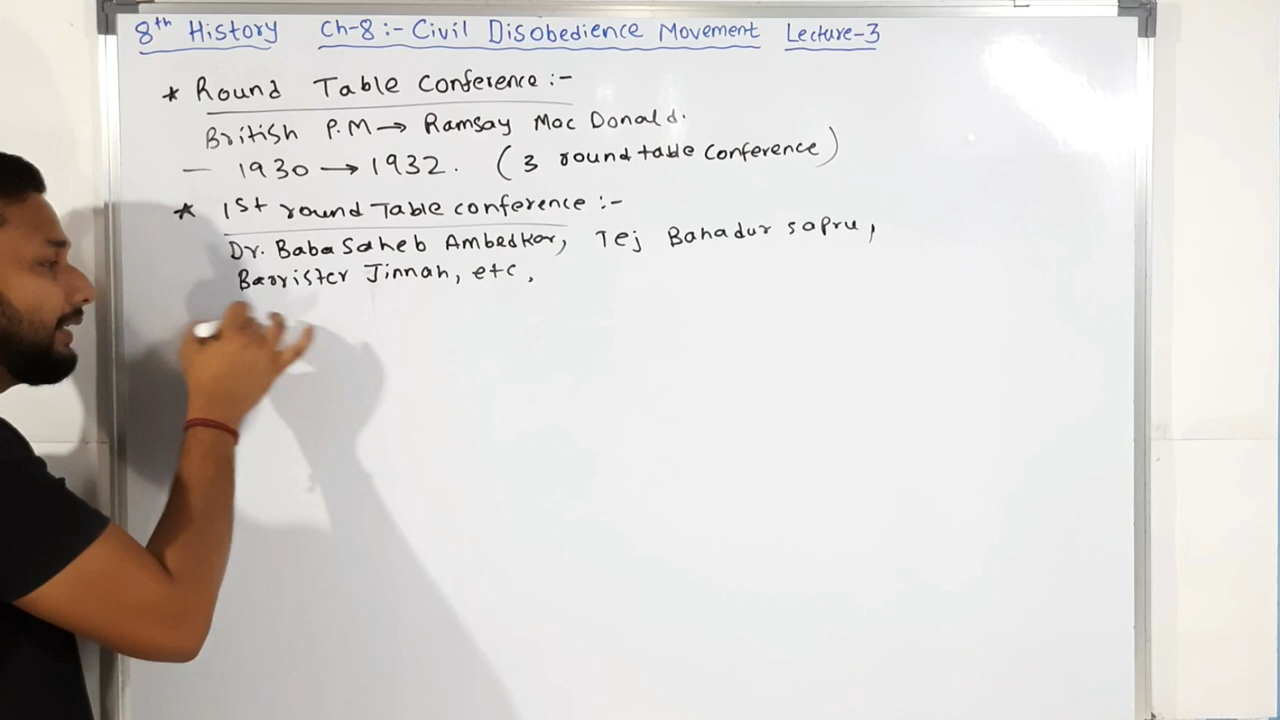 8th History Ch-8:- Civil Disobedience Movement Lecture-3
* Round Table Conference:-
British P.M → Ramsay Mac Donald.
— 1930 → 1932. (3 round table conference)
* 1st round Table conference:-
Dr. Baba Saheb Ambedkar, Tej Bahadur sapru,
Barrister Jinnah, etc,